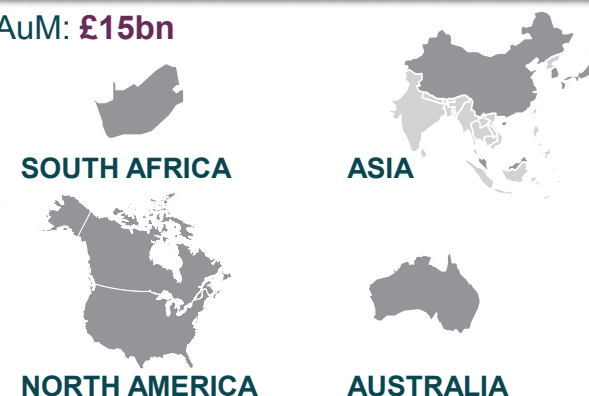 AuM: £15bn
SOUTH AFRICA
ASIA
NORTH AMERICA
AUSTRALIA